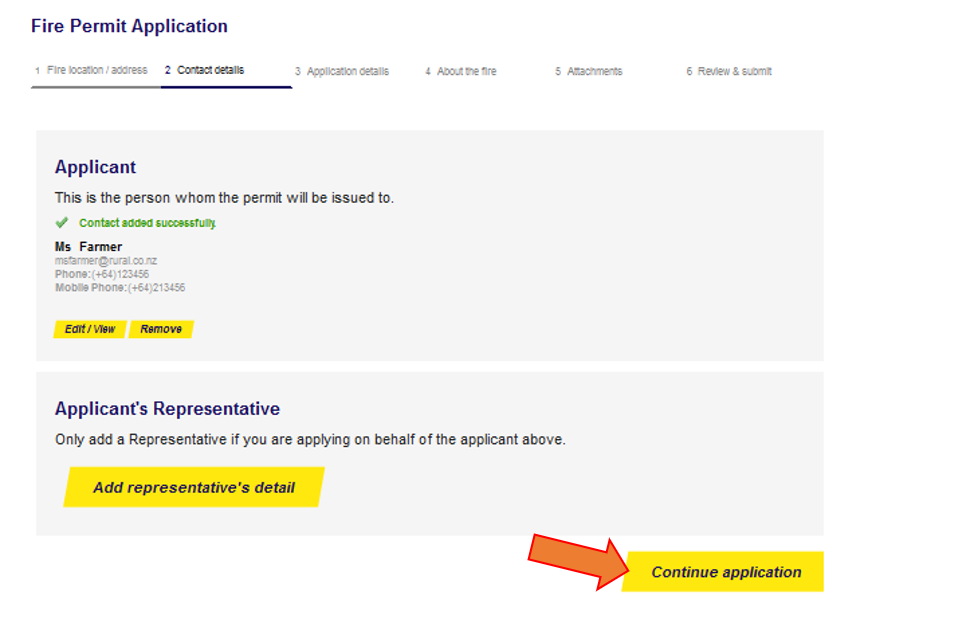 Fire Permit Application
1 Fire location / address 2 Contact details 3 Application details 4 About the fire 5 Attachments 6 Review & submit
Applicant
This is the person whom the permit will be issued to.
Contact added successfully.
Ms Farmer
msfarmer@rural.co.nz
Phone:(+64)123456
Mobile Phone:(+64)213456
Edit / View Remove
Applicant's Representative
Only add a Representative if you are applying on behalf of the applicant above.
Add representative's detail
Continue application